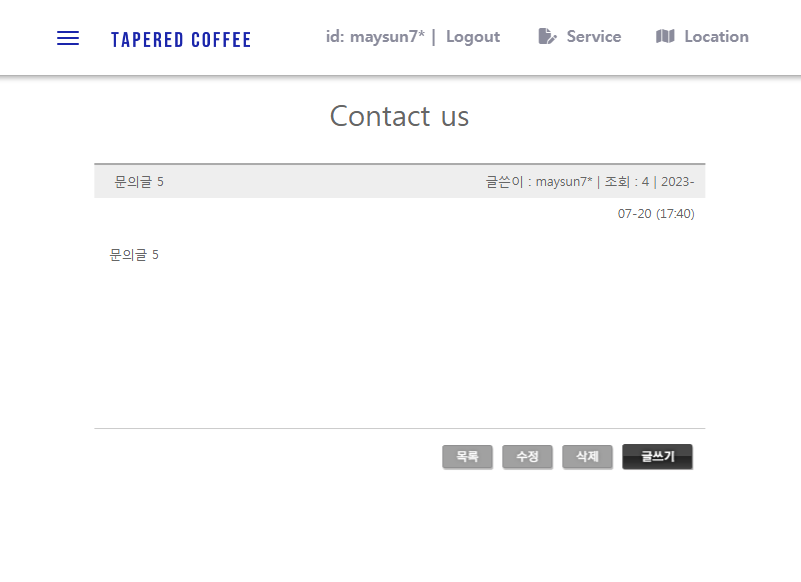 TAPERED COFFEE id: maysun7* | Logout Service Location
Contact us
문의글 5 글쓴이 : maysun7* | 조회 : 4 | 2023-
07-20 (17:40)
문의글 5
목록 수정 삭제 글쓰기